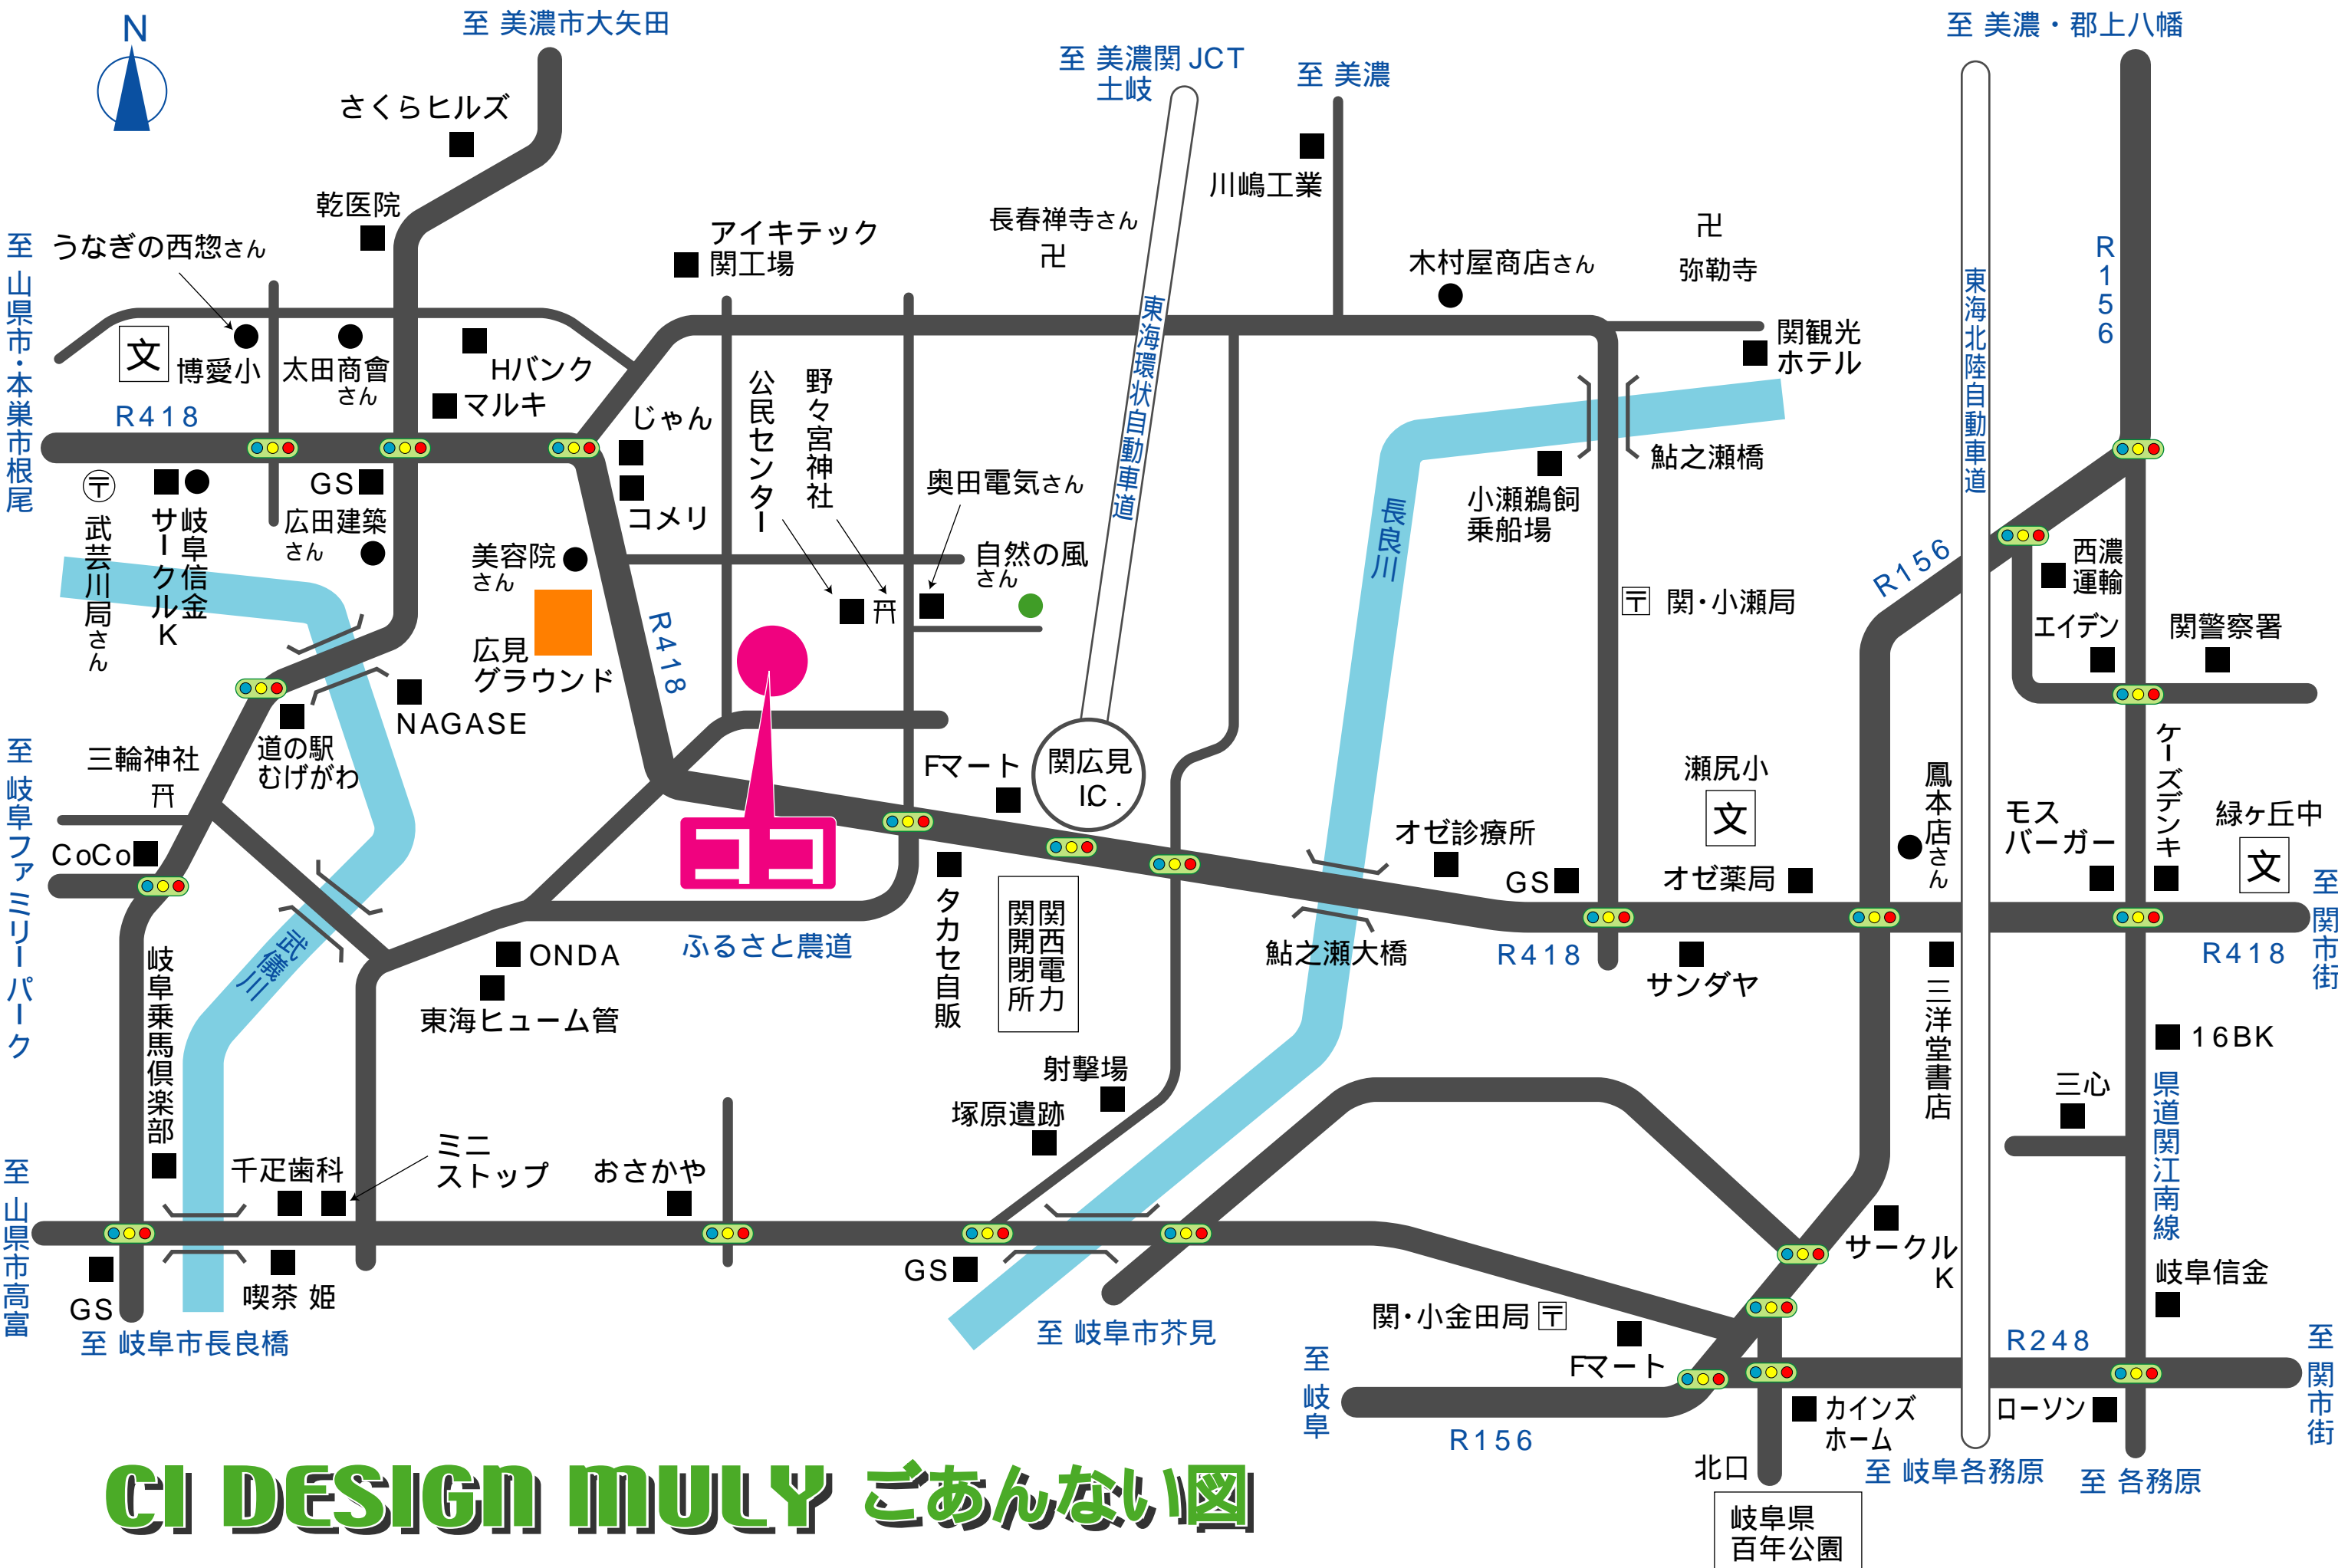 N
至 美濃市大矢田
至 美濃関JCT
土岐
至 美濃
至 美濃・郡上八幡
さくらヒルズ
川嶋工業
乾医院
長春禅寺さん
卍
卍
弥勒寺
至 山県市・本巣市根尾
うなぎの西惣さん
アイキテック
関工場
木村屋商店さん
R156
東海環状自動車道
東海北陸自動車道
関観光
ホテル
文
博愛小
太田商會
さん
Hバンク
マルキ
R418
じゃん
公民センター
野々宮神社
鮎之瀬橋
〒
武芸川局さん
サークルK
岐阜信金
GS
広田建築
さん
コメリ
奥田電気さん
長良川
小瀬鵜飼
乗船場
美容院
さん
自然の風
さん
R156
西濃
運輸
〒 関・小瀬局
エイデン
関警察署
広見
グラウンド
R418
NAGASE
道の駅
むげがわ
至 岐阜ファミリーパーク
三輪神社
CoCo
Fマート
関広見
IC.
瀬尻小
文
鳳本店さん
モス
バーガー
ケーズデンキ
緑ヶ丘中
文
ココ
オゼ診療所
GS
オゼ薬局
至 関市街
タカセ自販
関西電力
関開閉所
ふるさと農道
鮎之瀬大橋
R418
サンダヤ
R418
武儀川
岐阜乗馬倶楽部
ONDA
東海ヒューム管
三洋堂書店
16BK
県道関江南線
三心
射撃場
塚原遺跡
至 山県市高富
千疋歯科
ミニ
ストップ
おさかや
サークル
K
GS
喫茶 姫
GS
岐阜信金
至 岐阜市長良橋
至 岐阜市芥見
関・小金田局〒
Fマート
R248
至 関市街
至 岐阜
R156
カインズ
ホーム
ローソン
北口
至 岐阜各務原
至 各務原
岐阜県
百年公園
CI DESIGN MULY ごあんない図